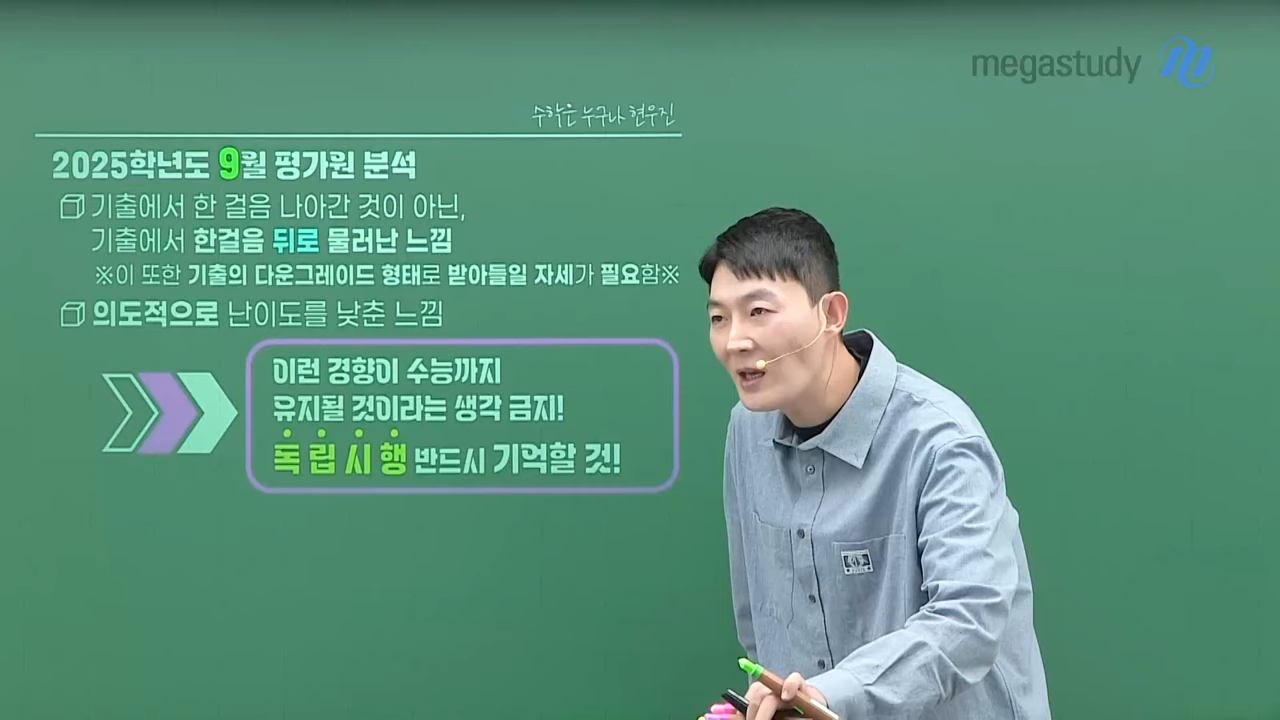 megastudy
수학은 누구나 현우진
2025학년도 9월 평가원 분석
기출에서 한 걸음 나아간 것이 아닌,
기출에서 한걸음 뒤로 물러난 느낌
※이 또한 기출의 다운그레이드 형태로 받아들일 자세가 필요함※
의도적으로 난이도를 낮춘 느낌
이런 경향이 수능까지
유지될 것이라는 생각 금지!
독립시행 반드시 기억할 것!